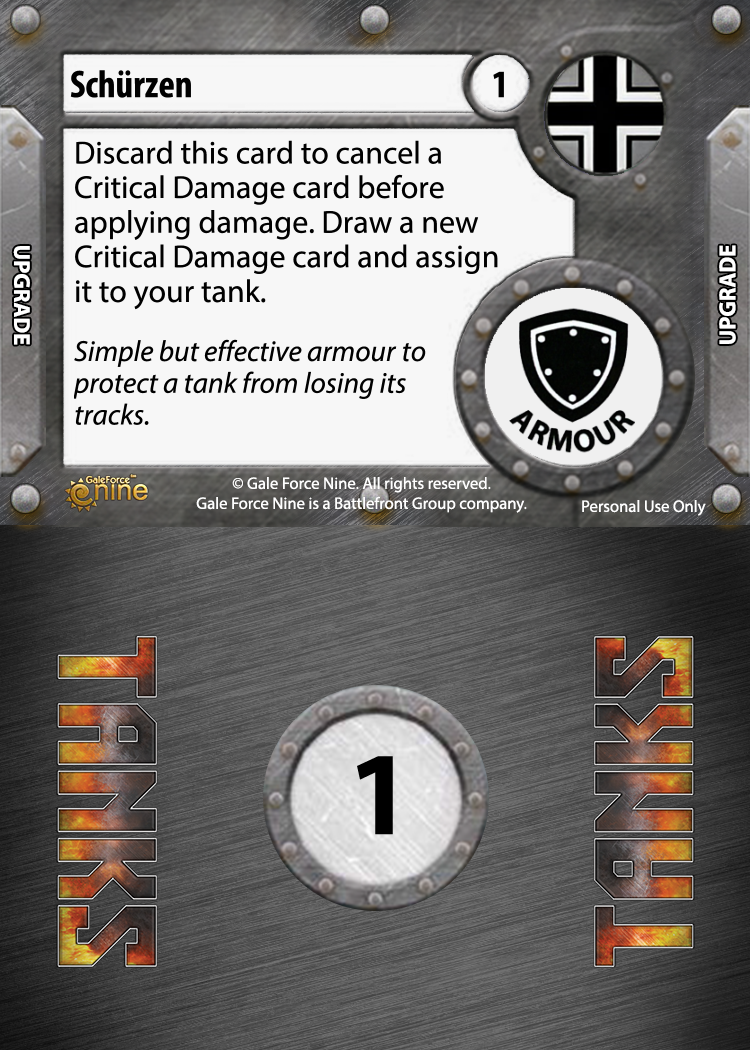 Schürzen
1
Discard this card to cancel a
Critical Damage card before
applying damage. Draw a new
Critical Damage card and assign
it to your tank.
Simple but effective armour to
protect a tank from losing its
tracks.
UPGRADE
UPGRADE
ARMOUR
GaleForce™
nine
© Gale Force Nine. All rights reserved.
Gale Force Nine is a Battlefront Group company.
Personal Use Only
TANKS
1
TANKS